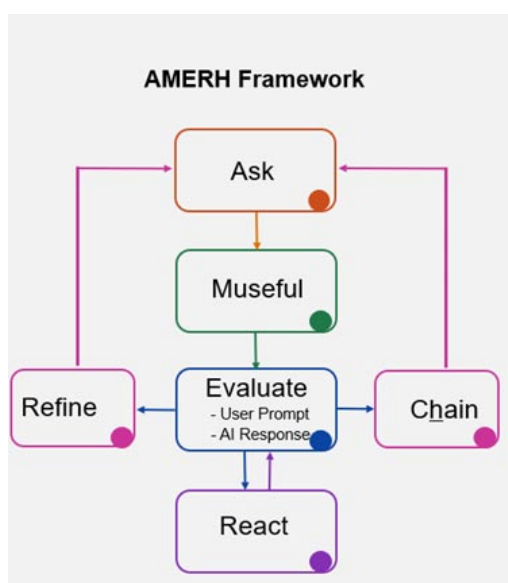 AMERH Framework
Ask
Museful
Evaluate
- User Prompt
- AI Response
Refine
Chain
React